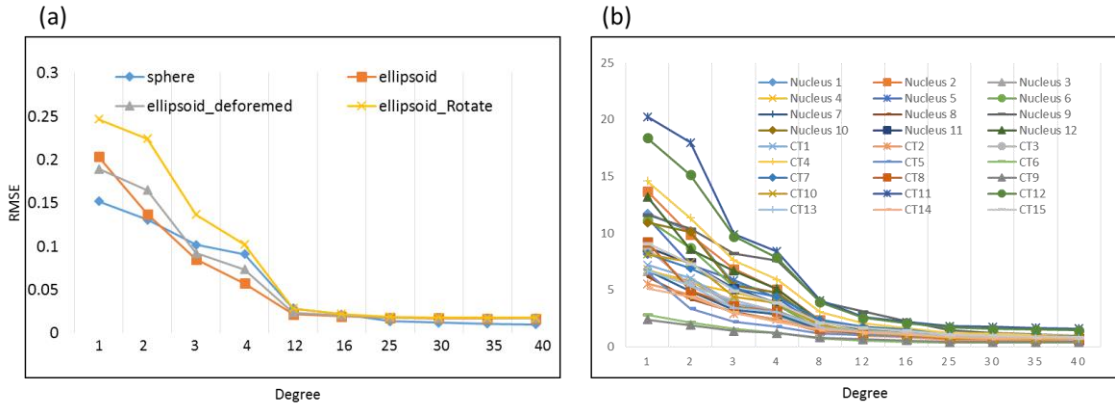 (a)
RMSE
0.3
0.25
0.2
0.15
0.1
0.05
0
sphere ellipsoid
ellipsoid_deforemed ellipsoid_Rotate
1 2 3 4 12 16 25 30 35 40
Degree
(b)
25
20
15
10
5
0
Nucleus 1 Nucleus 2 Nucleus 3
Nucleus 4 Nucleus 5 Nucleus 6
Nucleus 7 Nucleus 8 Nucleus 9
Nucleus 10 Nucleus 11 Nucleus 12
CT1 CT2 CT3
CT4 CT5 CT6
CT7 CT8 CT9
CT10 CT11 CT12
CT13 CT14 CT15
1 2 3 4 8 12 16 25 30 35 40
Degree